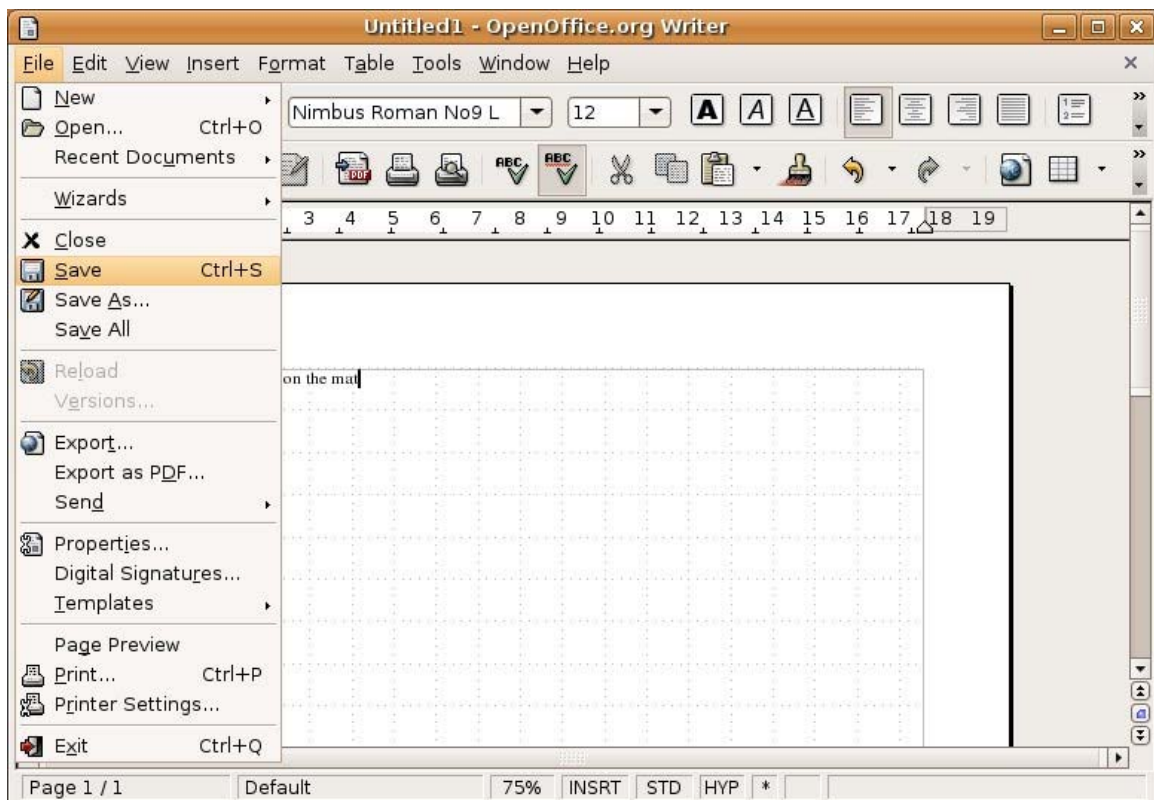 Untitled1 - OpenOffice.org Writer
File Edit View Insert Format Table Tools Window Help
New
Nimbus Roman No9 L 12 A A A
Open... Ctrl+O
Recent Documents
PDF ABC ABC
Wizards
3 4 5 6 7 8 9 10 11 12 13 14 15 16 17 18 19
Close
Save Ctrl+S
Save As...
Save All
Reload
on the mat
Versions...
Export...
Export as PDF...
Send
Properties...
Digital Signatures...
Templates
Page Preview
Print... Ctrl+P
Printer Settings...
Exit Ctrl+Q
Page 1 / 1 Default 75% INSRT STD HYP *